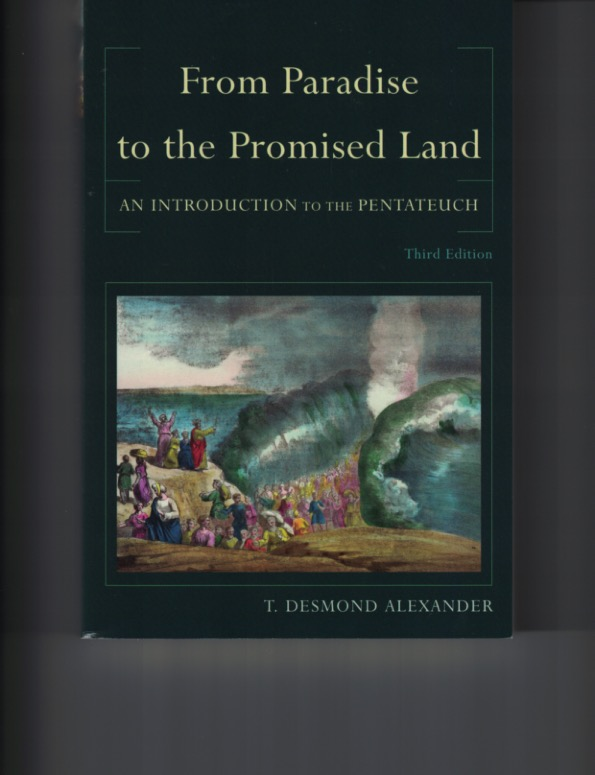 From Paradise
to the Promised Land
AN INTRODUCTION TO THE PENTATEUCH
Third Edition
T. DESMOND ALEXANDER